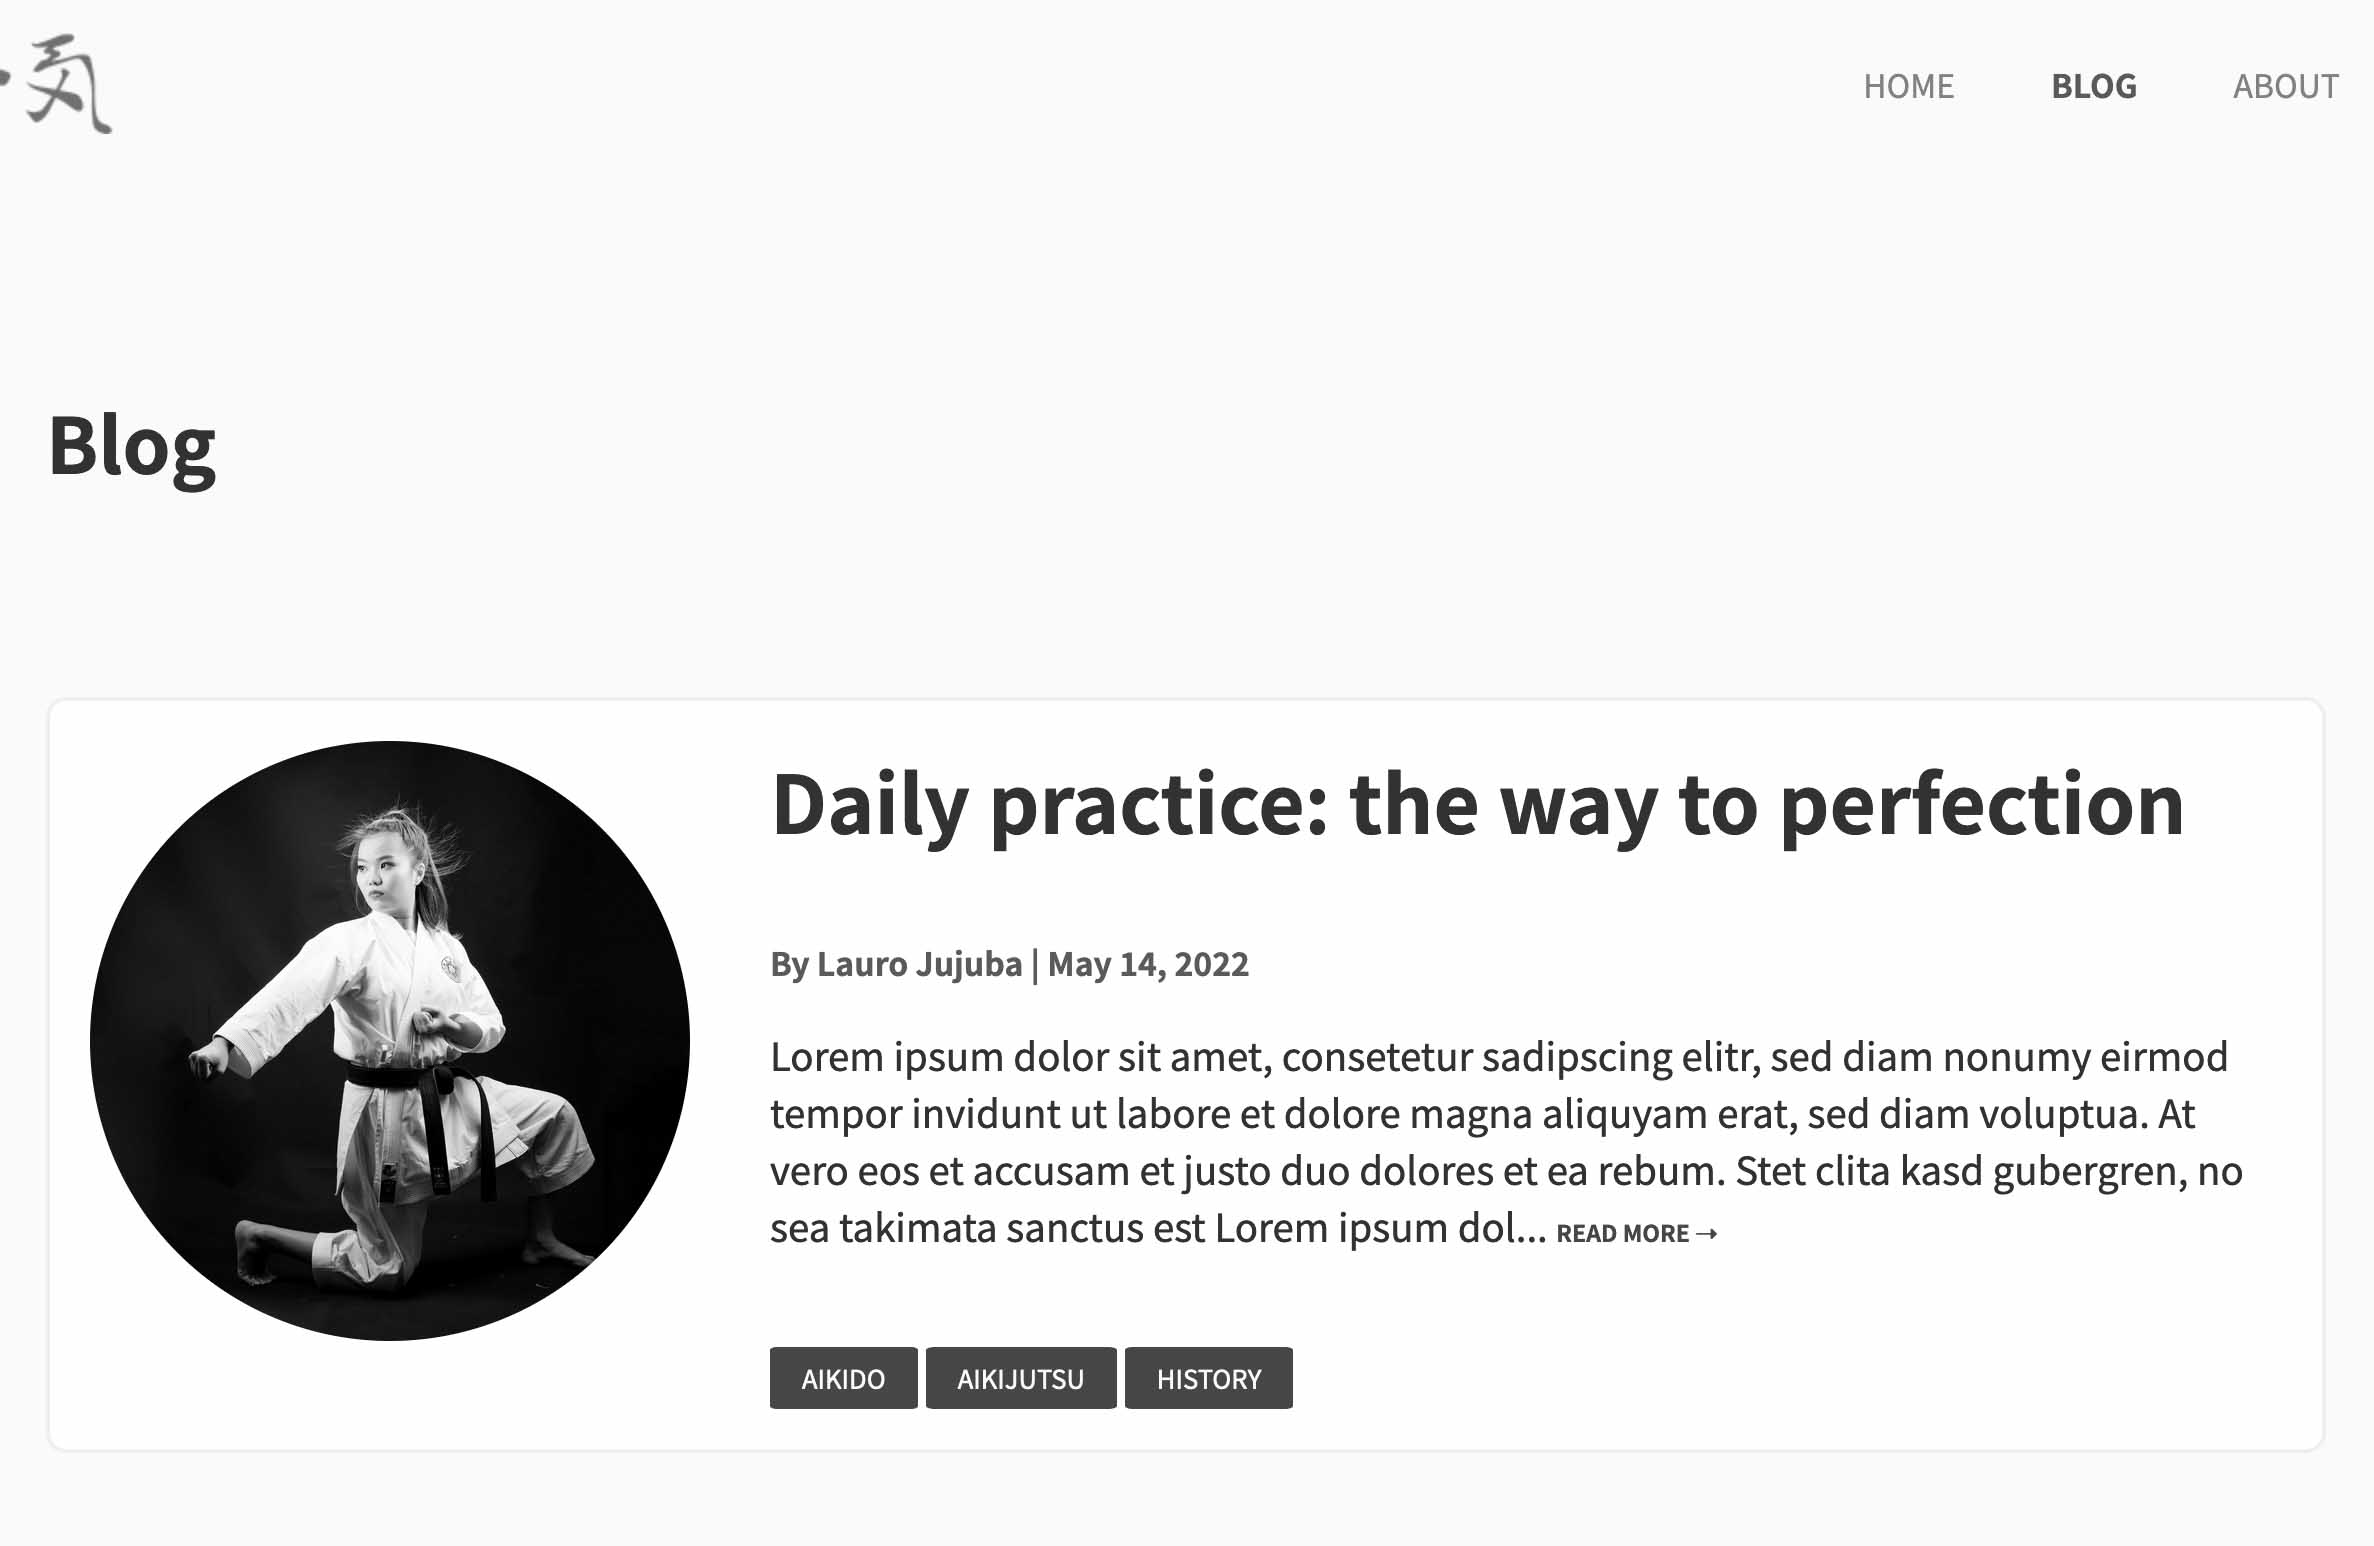 気
HOME BLOG ABOUT
Blog
Daily practice: the way to perfection
By Lauro Jujuba | May 14, 2022
Lorem ipsum dolor sit amet, consetetur sadipscing elitr, sed diam nonumy eirmod
tempor invidunt ut labore et dolore magna aliquyam erat, sed diam voluptua. At
vero eos et accusam et justo duo dolores et ea rebum. Stet clita kasd gubergren, no
sea takimata sanctus est Lorem ipsum dol... READ MORE ➝
AIKIDO AIKIJUTSU HISTORY